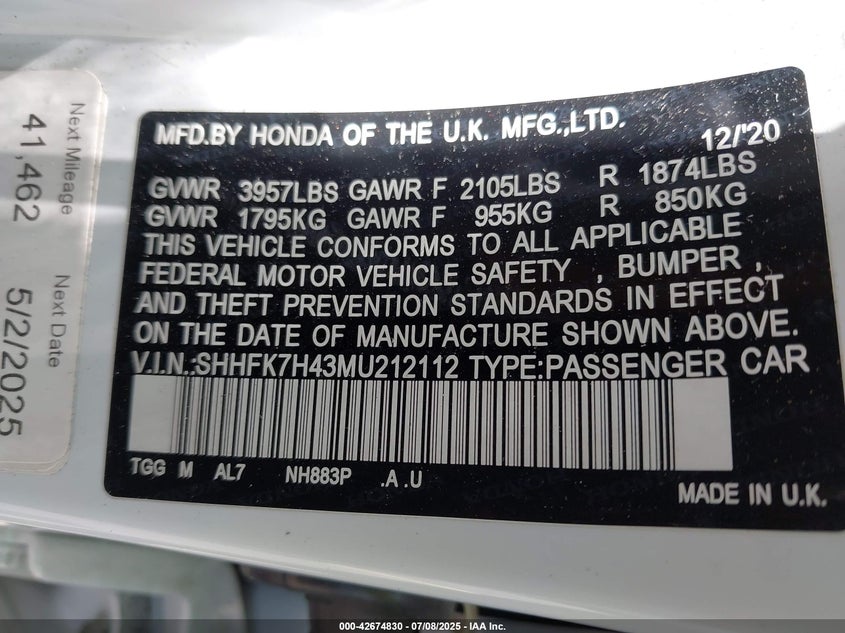 Next Mileage
41,462
Next Date
5/2/2025
MFD.BY HONDA OF THE U.K. MFG.,LTD. 12/'20
GVWR 3957LBS GAWR F 2105LBS R 1874LBS
GVWR 1795KG GAWR F 955KG R 850KG
THIS VEHICLE CONFORMS TO ALL APPLICABLE
FEDERAL MOTOR VEHICLE SAFETY , BUMPER ,
AND THEFT PREVENTION STANDARDS IN EFFECT
ON THE DATE OF MANUFACTURE SHOWN ABOVE.
V.I.N.:SHHFK7H43MU212112 TYPE:PASSENGER CAR
TGG M AL7 NH883P .A .U
MADE IN U.K.
000-42674830 - 07/08/2025 - IAA Inc.